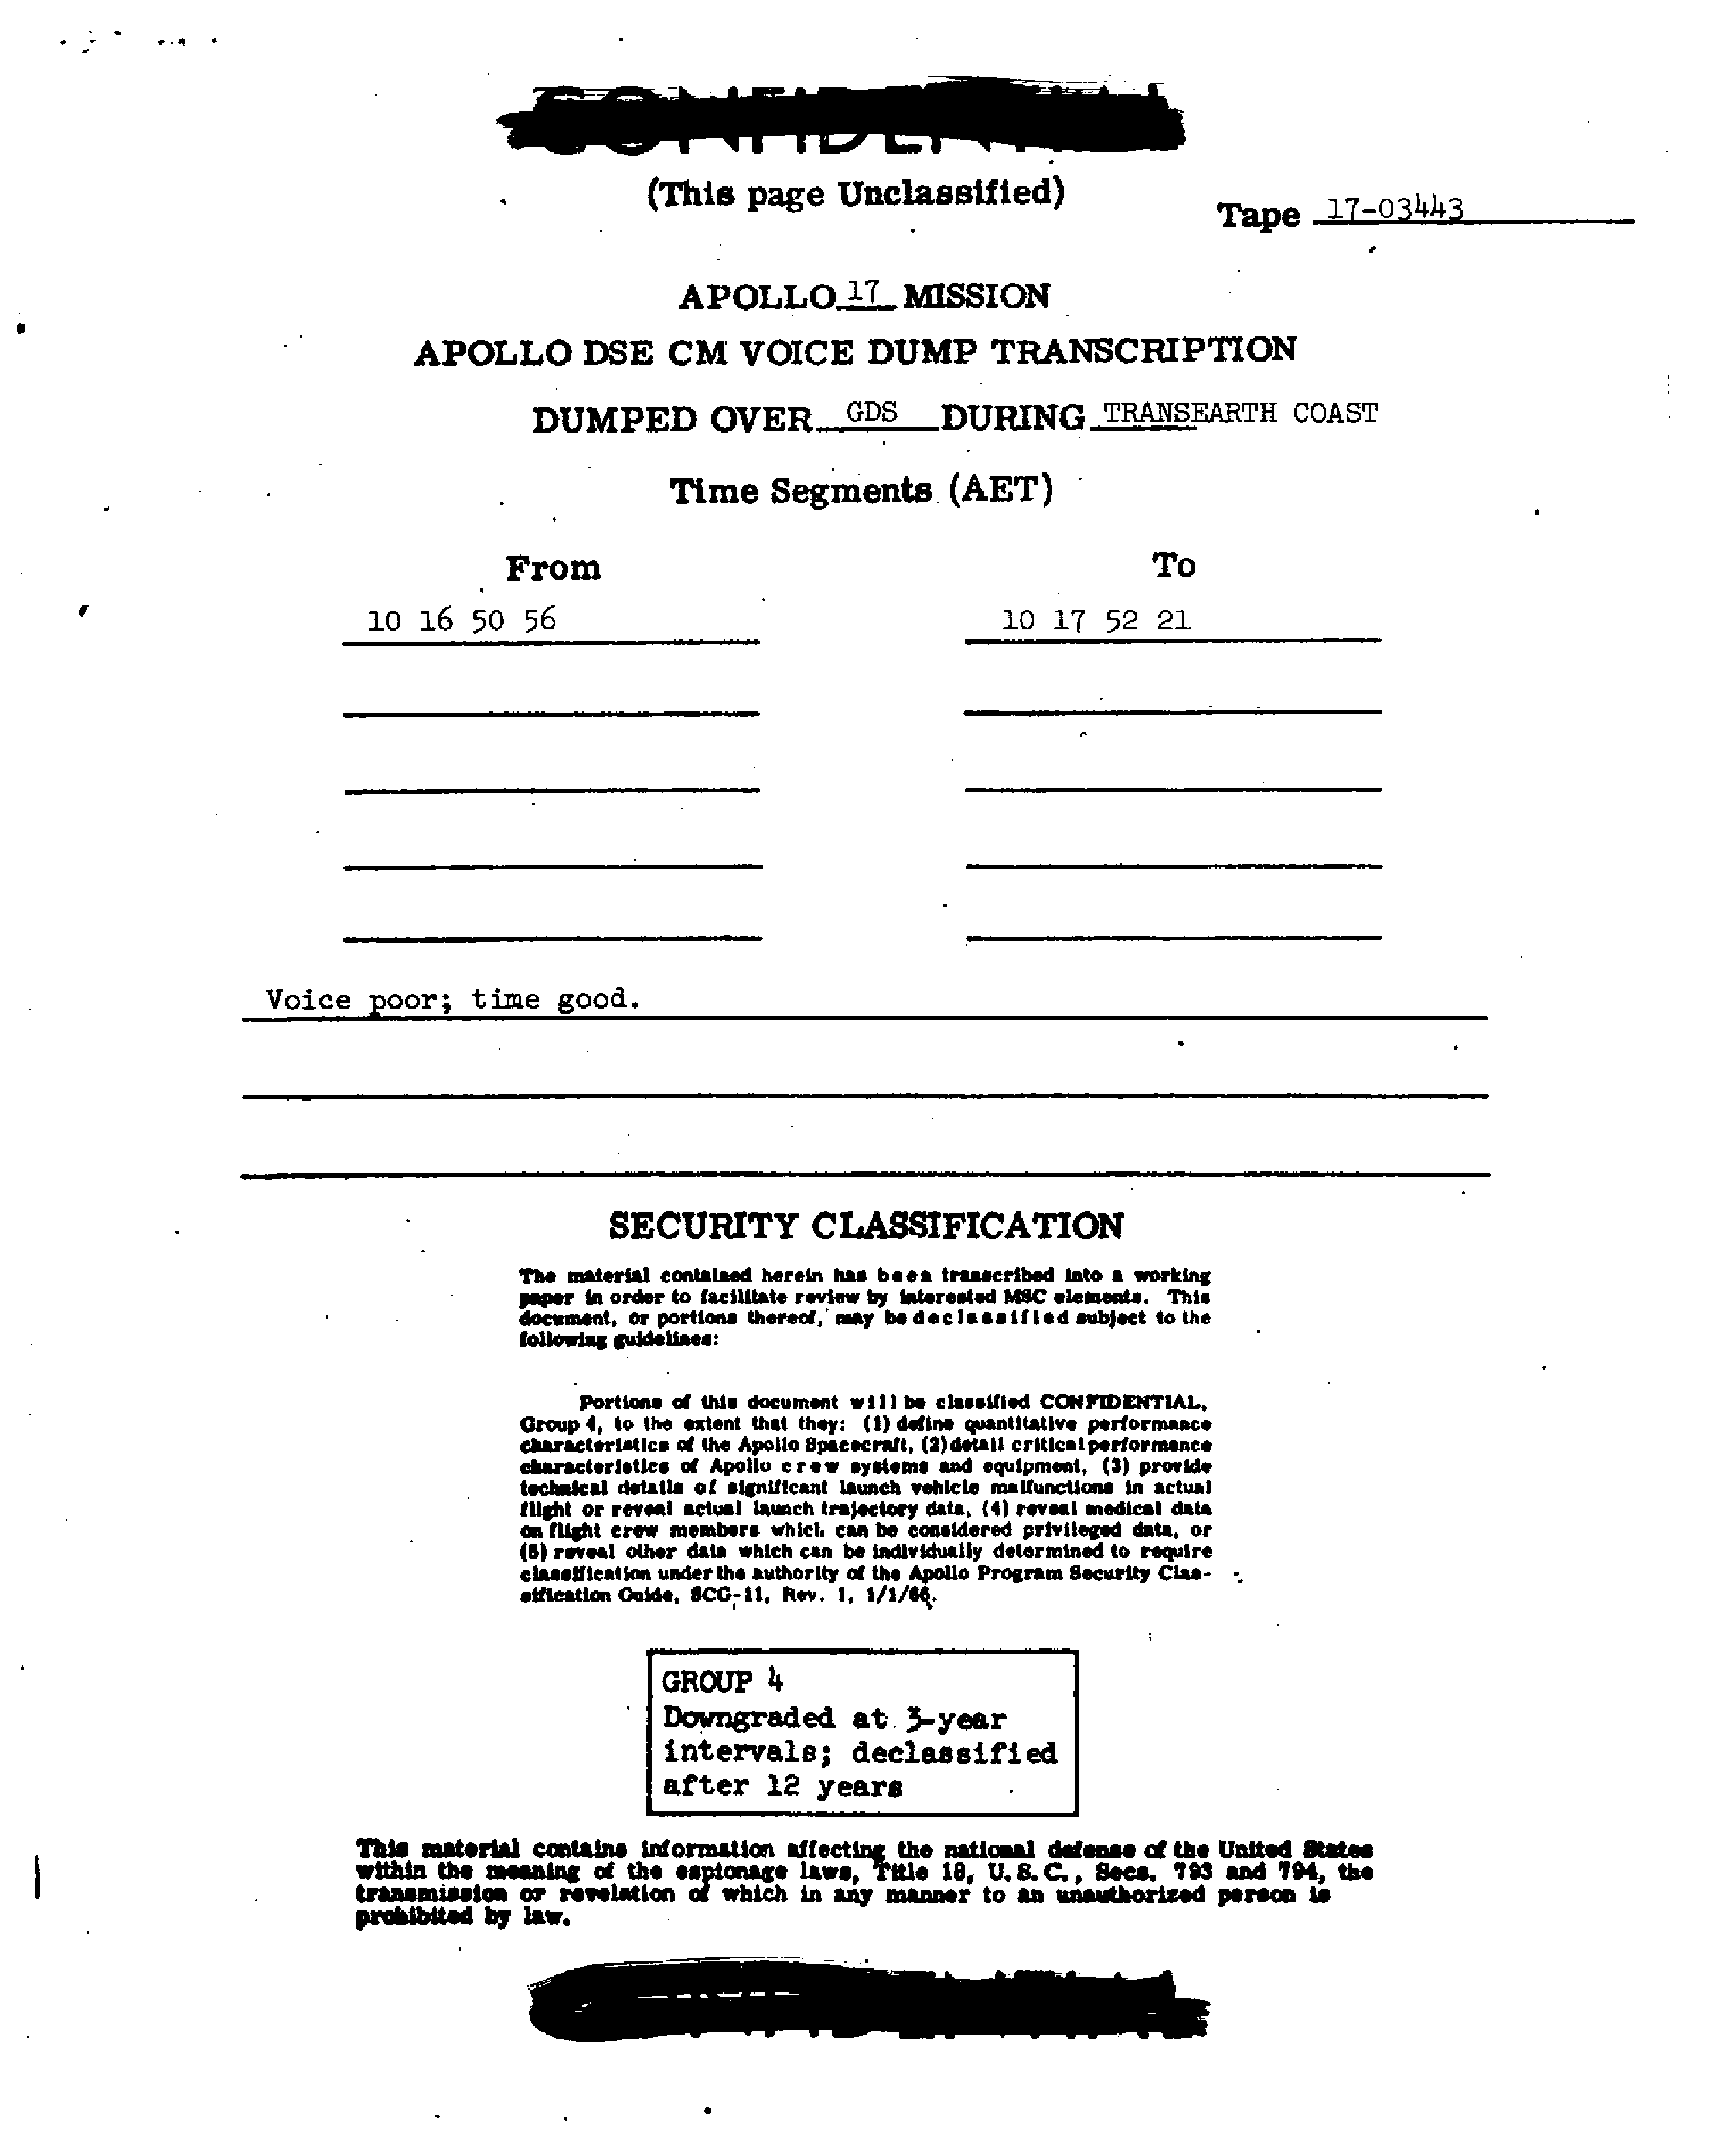 (This page Unclassified)
Tape 17-03443
APOLLO 17 MISSION
APOLLO DSE CM VOICE DUMP TRANSCRIPTION
DUMPED OVER GDS DURING TRANSEARTH COAST
Time Segments (AET)
From To
10 16 50 56 10 17 52 21
Voice poor; time good.
SECURITY CLASSIFICATION
The material contained herein has been transcribed into a working
paper in order to facilitate review by interested MSC elements. This
document, or portions thereof, may be declassified subject to the
following guidelines:
Portions of this document will be classified CONFIDENTIAL,
Group 4, to the extent that they: (1) define quantitative performance
characteristics of the Apollo Spacecraft, (2) detail critical performance
characteristics of Apollo crew systems and equipment, (3) provide
technical details of significant launch vehicle malfunctions in actual
flight or reveal actual launch trajectory data, (4) reveal medical data
on flight crew members which can be considered privileged data, or
(5) reveal other data which can be individually determined to require
classification under the authority of the Apollo Program Security Clas-
sification Guide, SCG-11, Rev. 1, 1/1/66.
GROUP 4
Downgraded at 3-year
intervals; declassified
after 12 years
This material contains information affecting the national defense of the United States
within the meaning of the espionage laws, Title 18, U.S.C., Secs. 793 and 794, the
transmission or revelation of which in any manner to an unauthorized person is
prohibited by law.